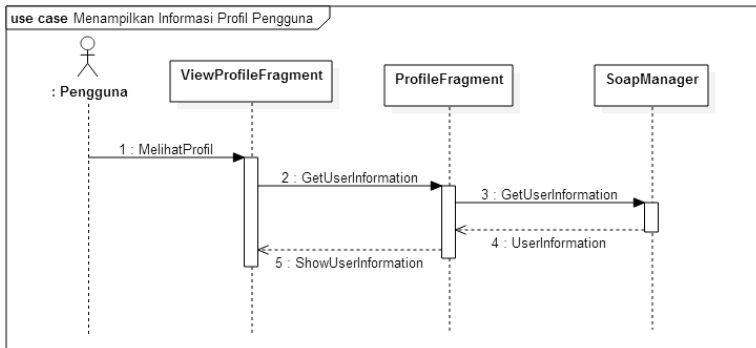 use case Menampilkan Informasi Profil Pengguna
: Pengguna
ViewProfileFragment
ProfileFragment
SoapManager
1 : MelihatProfil
2 : GetUserInformation
3 : GetUserInformation
4 : UserInformation
5 : ShowUserInformation